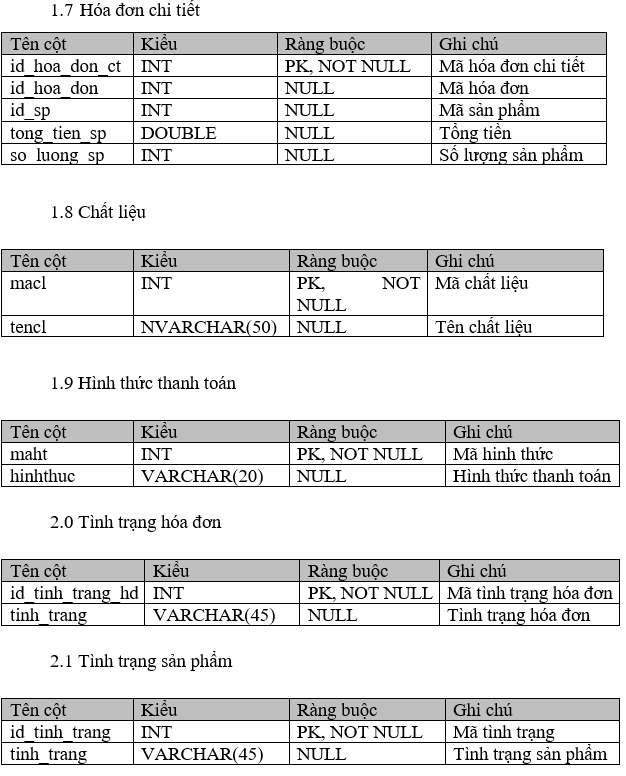 1.7 Hóa đơn chi tiết
Tên cột Kiểu Ràng buộc Ghi chú
id_hoa_don_ct INT PK, NOT NULL Mã hóa đơn chi tiết
id_hoa_don INT NULL Mã hóa đơn
id_sp INT NULL Mã sản phẩm
tong_tien_sp DOUBLE NULL Tổng tiền
so_luong_sp INT NULL Số lượng sản phẩm
1.8 Chất liệu
Tên cột Kiểu Ràng buộc Ghi chú
macl INT PK, NOT Mã chất liệu
NULL
tencl NVARCHAR(50) NULL Tên chất liệu
1.9 Hình thức thanh toán
Tên cột Kiểu Ràng buộc Ghi chú
maht INT PK, NOT NULL Mã hình thức
hinhthuc VARCHAR(20) NULL Hình thức thanh toán
2.0 Tình trạng hóa đơn
Tên cột Kiểu Ràng buộc Ghi chú
id_tinh_trang_hd INT PK, NOT NULL Mã tình trạng hóa đơn
tinh_trang VARCHAR(45) NULL Tình trạng hóa đơn
2.1 Tình trạng sản phẩm
Tên cột Kiểu Ràng buộc Ghi chú
id_tinh_trang INT PK, NOT NULL Mã tình trạng
tinh_trang VARCHAR(45) NULL Tình trạng sản phẩm